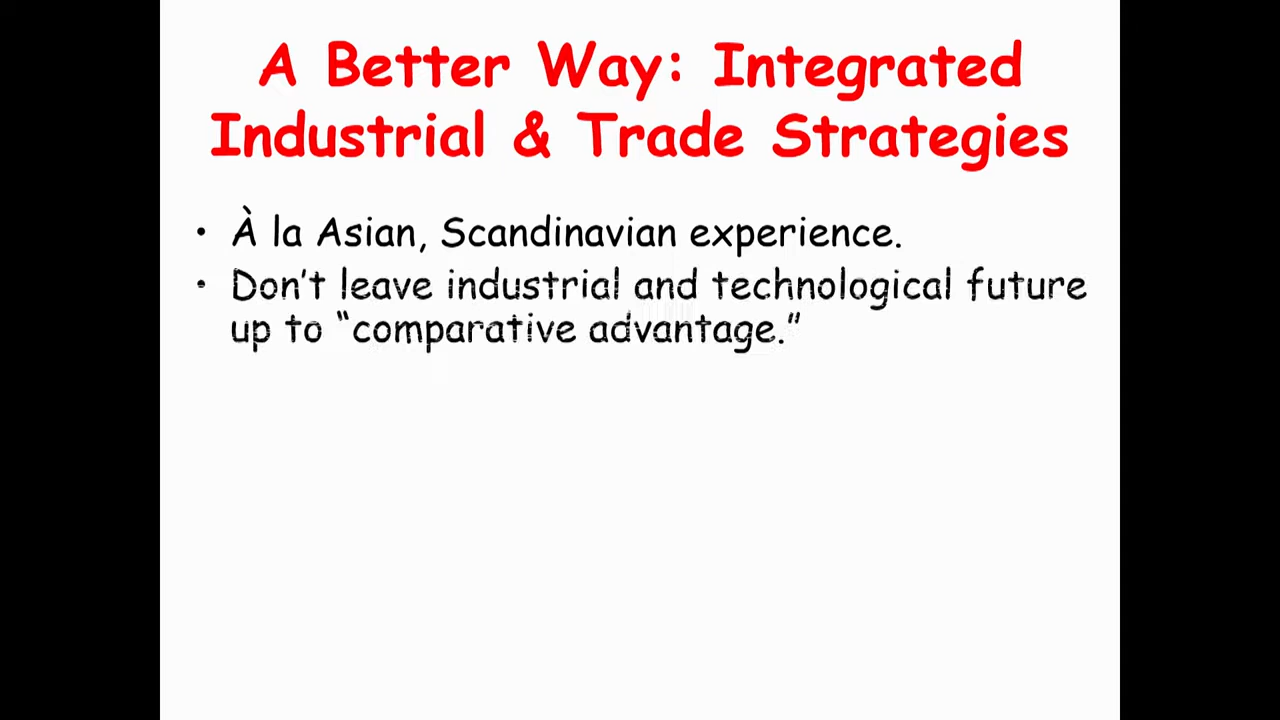 A Better Way: Integrated
Industrial & Trade Strategies
• À la Asian, Scandinavian experience.
• Don’t leave industrial and technological future
up to “comparative advantage.”